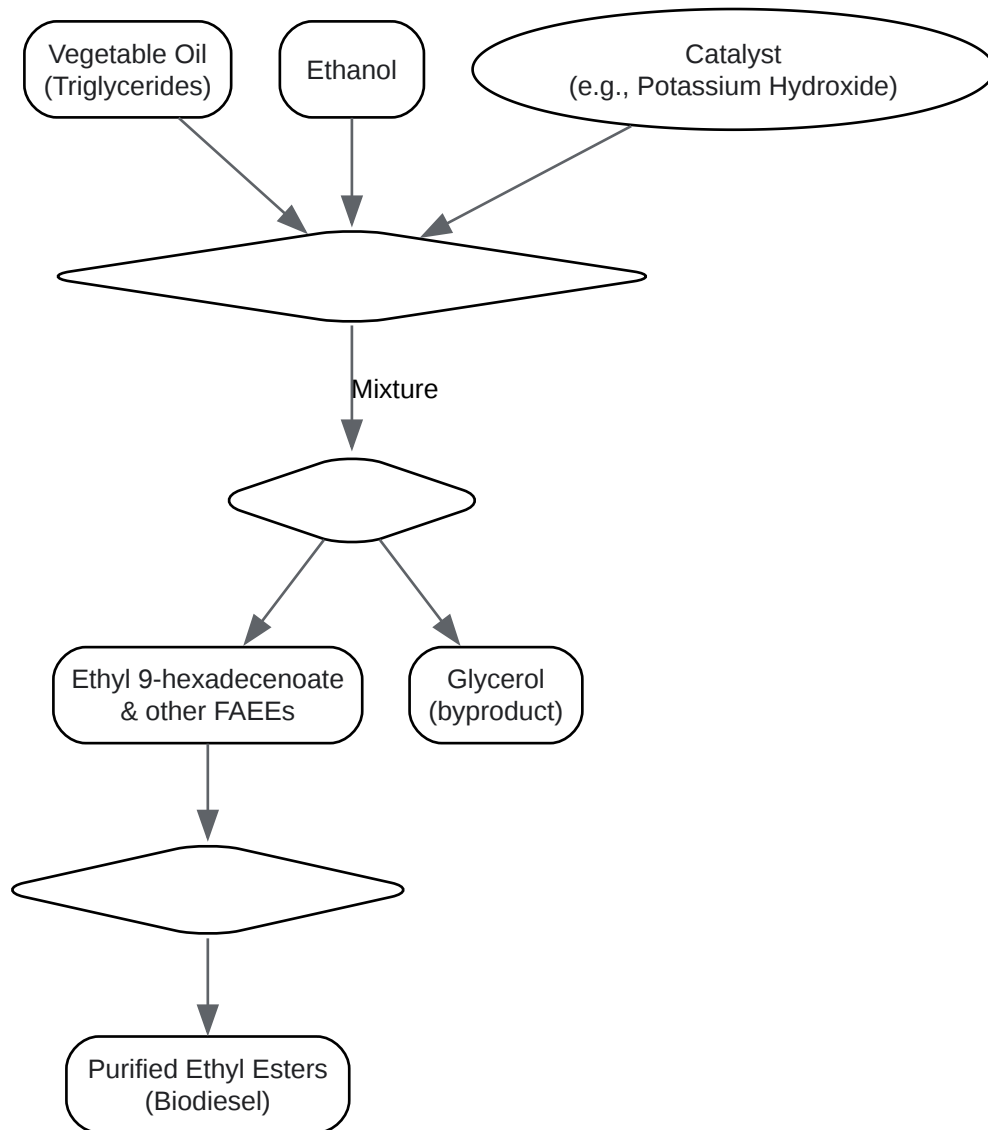 Vegetable Oil
(Triglycerides)
Ethanol
Catalyst
(e.g., Potassium Hydroxide)
Mixture
Ethyl 9-hexadecenoate
& other FAEEs
Glycerol
(byproduct)
Purified Ethyl Esters
(Biodiesel)